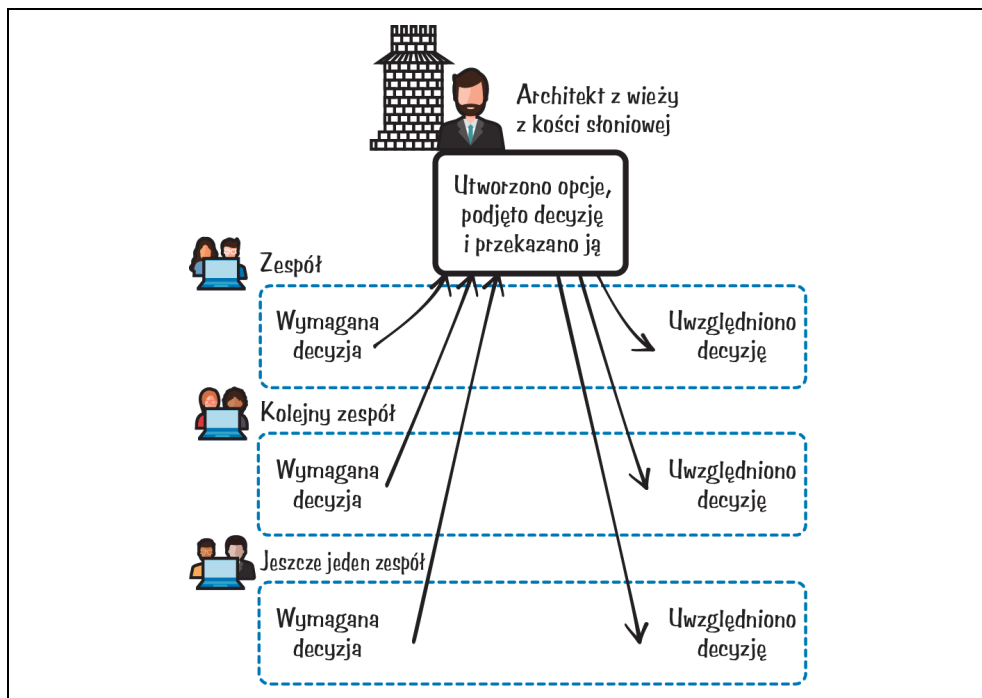 Architekt z wieży
z kości słoniowej
Utworzono opcje,
podjęto decyzję
i przekazano ją
Zespół
Wymagana
decyzja
Uwzględniono
decyzję
Kolejny zespół
Wymagana
decyzja
Uwzględniono
decyzję
Jeszcze jeden zespół
Wymagana
decyzja
Uwzględniono
decyzję